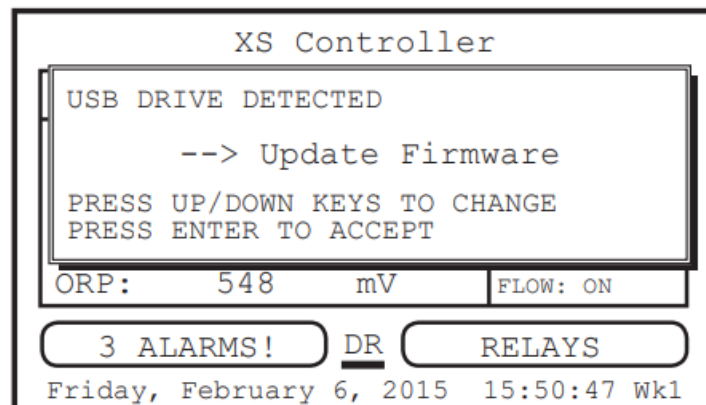 XS Controller
USB DRIVE DETECTED
--> Update Firmware
PRESS UP/DOWN KEYS TO CHANGE
PRESS ENTER TO ACCEPT
ORP: 548 mV FLOW: ON
3 ALARMS! DR RELAYS
Friday, February 6, 2015 15:50:47 Wk1